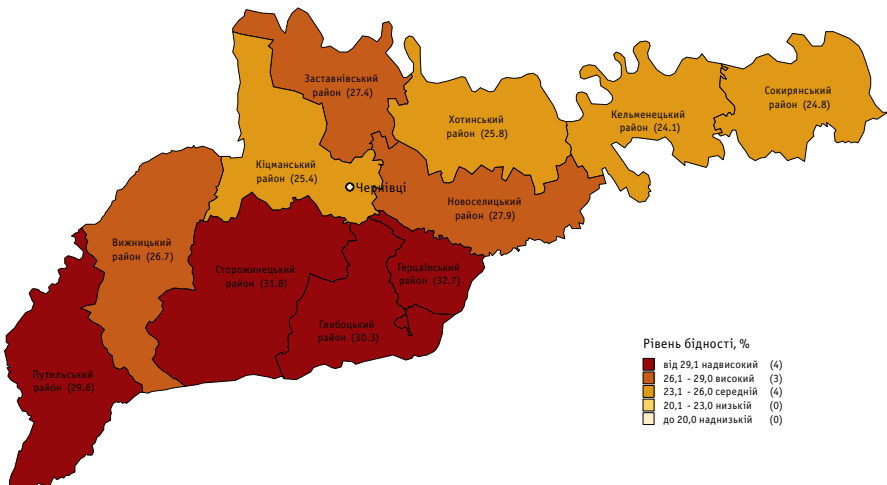 Заставнівський
район (27.4)
Хотинський
район (25.8)
Кельменецький
район (24.1)
Сокирянський
район (24.8)
Кіцманський
район (25.4)
Чернівці
Новоселицький
район (27.9)
Вижницький
район (26.7)
Сторожинецький
район (31.8)
Герцаївський
район (32.7)
Глибоцький
район (30.3)
Путильський
район (29.6)
Рівень бідності, %
від 29,1 надвисокий (4)
26,1 - 29,0 високий (3)
23,1 - 26,0 середній (4)
20,1 - 23,0 низькій (0)
до 20,0 наднизькій (0)